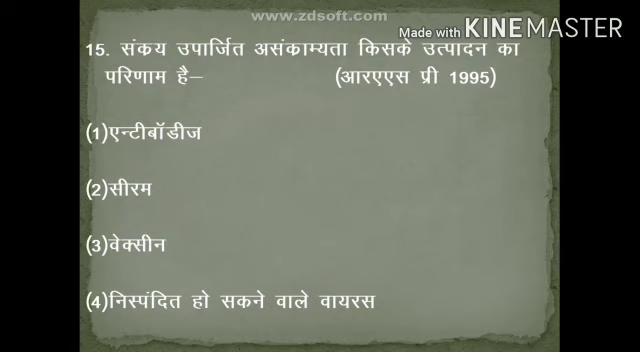 www.zdsoft.com
Made with KINEMASTER
15. संकय उपार्जित असंकाम्यता किसके उत्पादन का
परिणाम है– (आरएएस प्री 1995)
(1)एन्टीबॉडीज
(2)सीरम
(3)वेक्सीन
(4)निस्पंदित हो सकने वाले वायरस